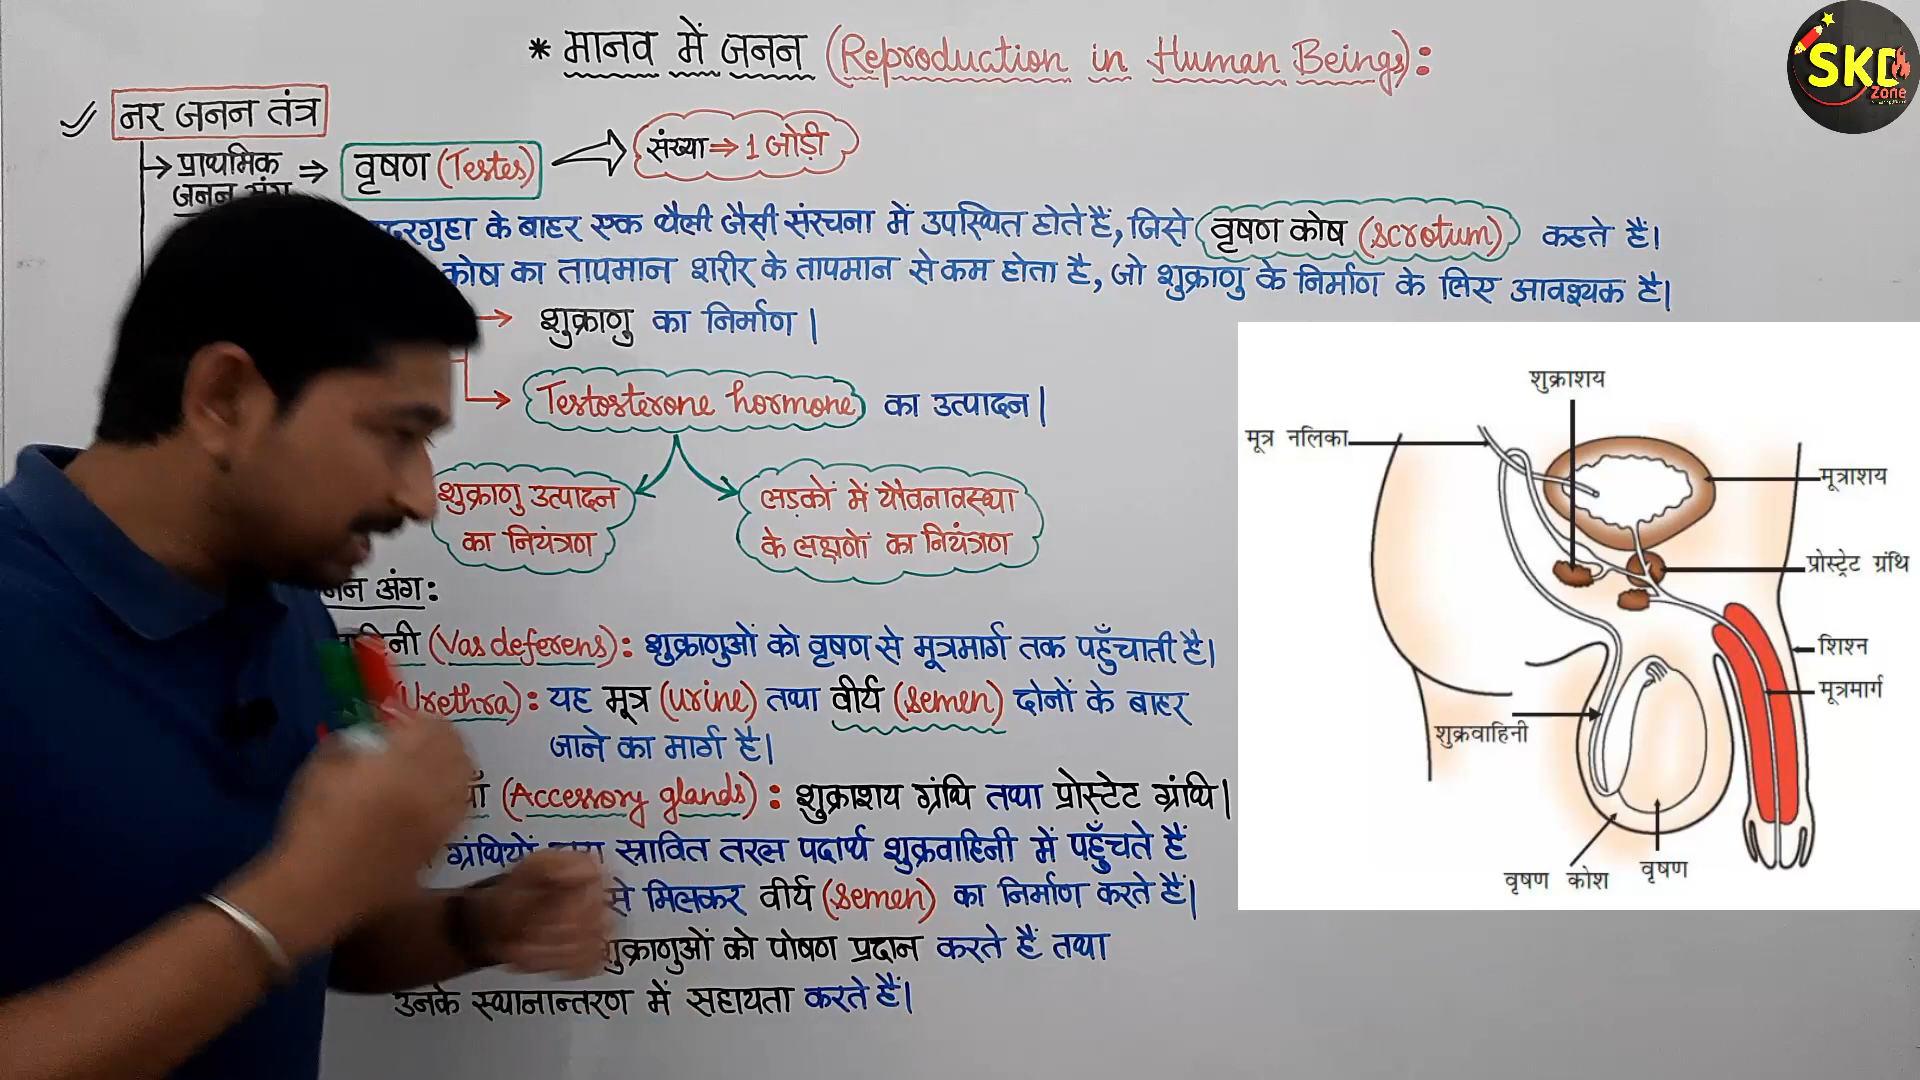 * मानव में जनन (Reproduction in Human Beings):
SKC
Zone
नर जनन तंत्र
प्राथमिक ⇒ वृषण (Testes) संख्या ⇒ 1 जोड़ी
जनन अंग
के बाहर एक थैली जैसी संरचना में उपस्थित होते हैं, जिसे वृषण कोष (scrotum) कहते हैं।
कोष का तापमान शरीर के तापमान से कम होता है, जो शुक्राणु के निर्माण के लिए आवश्यक है।
→ शुक्राणु का निर्माण |
→ Testosterone hormone का उत्पादन |
शुक्राणु उत्पादन
का नियंत्रण
लड़कों में यौवनावस्था
के लक्षणों का नियंत्रण
अंग:
(Vas deferens): शुक्राणुओं को वृषण से मूत्रमार्ग तक पहुँचाती है।
(Urethra): यह मूत्र (urine) तथा वीर्य (semen) दोनों के बाहर
जाने का मार्ग है।
(Accessory glands): शुक्राशय ग्रंथि तथा प्रोस्टेट ग्रंथि |
ग्रंथियों स्रावित तरल पदार्थ शुक्रवाहिनी में पहुँचते हैं
से मिलकर वीर्य (semen) का निर्माण करते हैं|
शुक्राणुओं को पोषण प्रदान करते हैं तथा
उनके स्थानान्तरण में सहायता करते हैं।
शुक्राशय
मूत्र नलिका
मूत्राशय
प्रोस्ट्रेट ग्रंथि
शिश्न
मूत्रमार्ग
शुक्रवाहिनी
वृषण कोश
वृषण